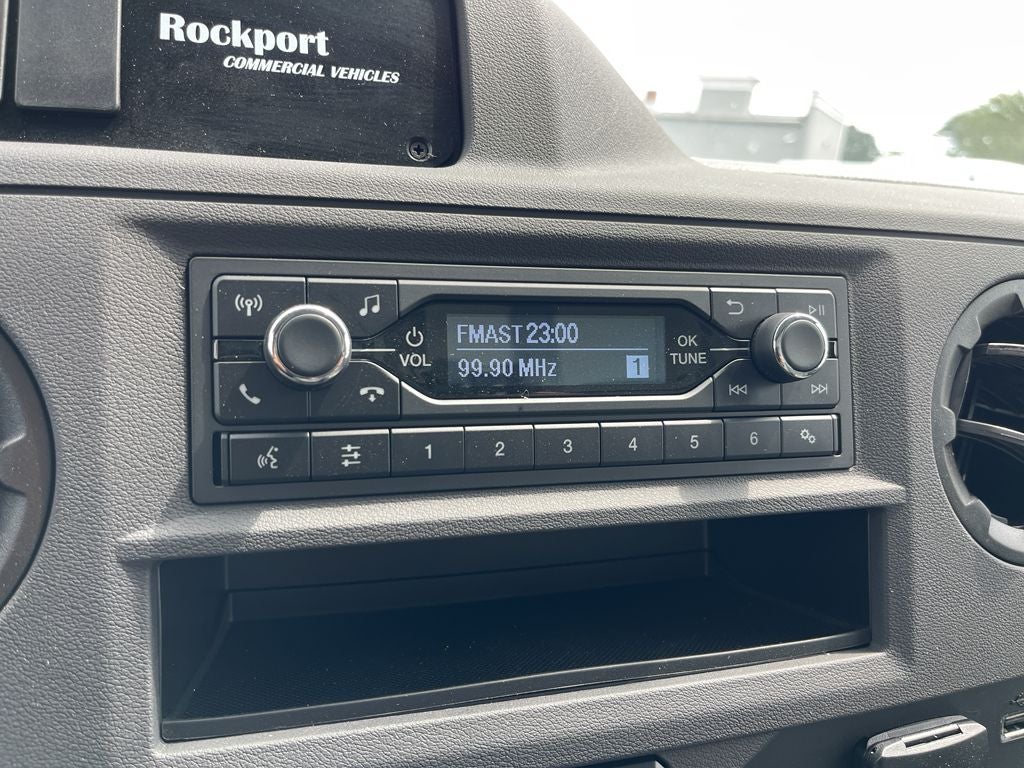 Rockport
COMMERCIAL VEHICLES
VOL
FMAST 23:00
99.90 MHz 1
OK
TUNE
1 2 3 4 5 6